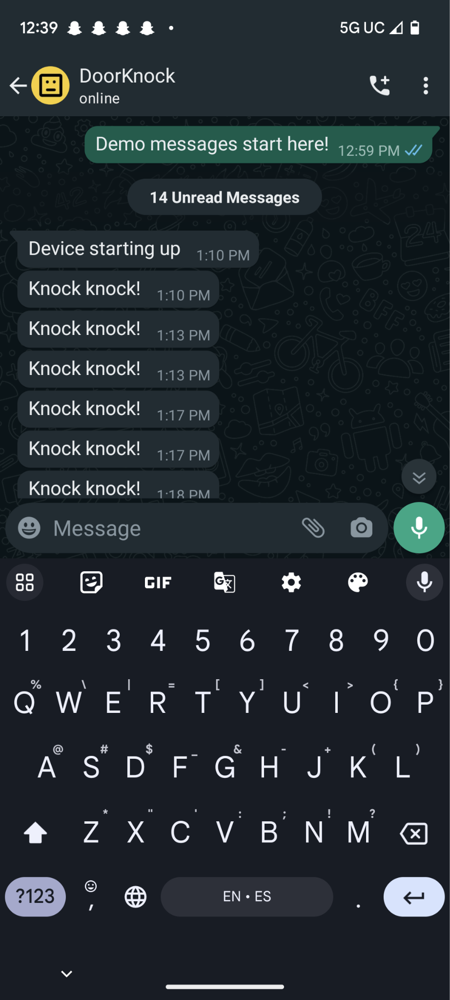 12:39
5G UC
DoorKnock
online
Demo messages start here! 12:59 PM
14 Unread Messages
Device starting up 1:10 PM
Knock knock! 1:10 PM
Knock knock! 1:13 PM
Knock knock! 1:13 PM
Knock knock! 1:17 PM
Knock knock! 1:17 PM
Knock knock! 1:18 PM
Message
GIF
1 2 3 4 5 6 7 8 9 0
% \ | = [ ] < > { }
Q W E R T Y U I O P
@ # $ _ & - + ( )
A S D F G H J K L
* " ' : ; ! ?
Z X C V B N M
?123 , EN • ES .